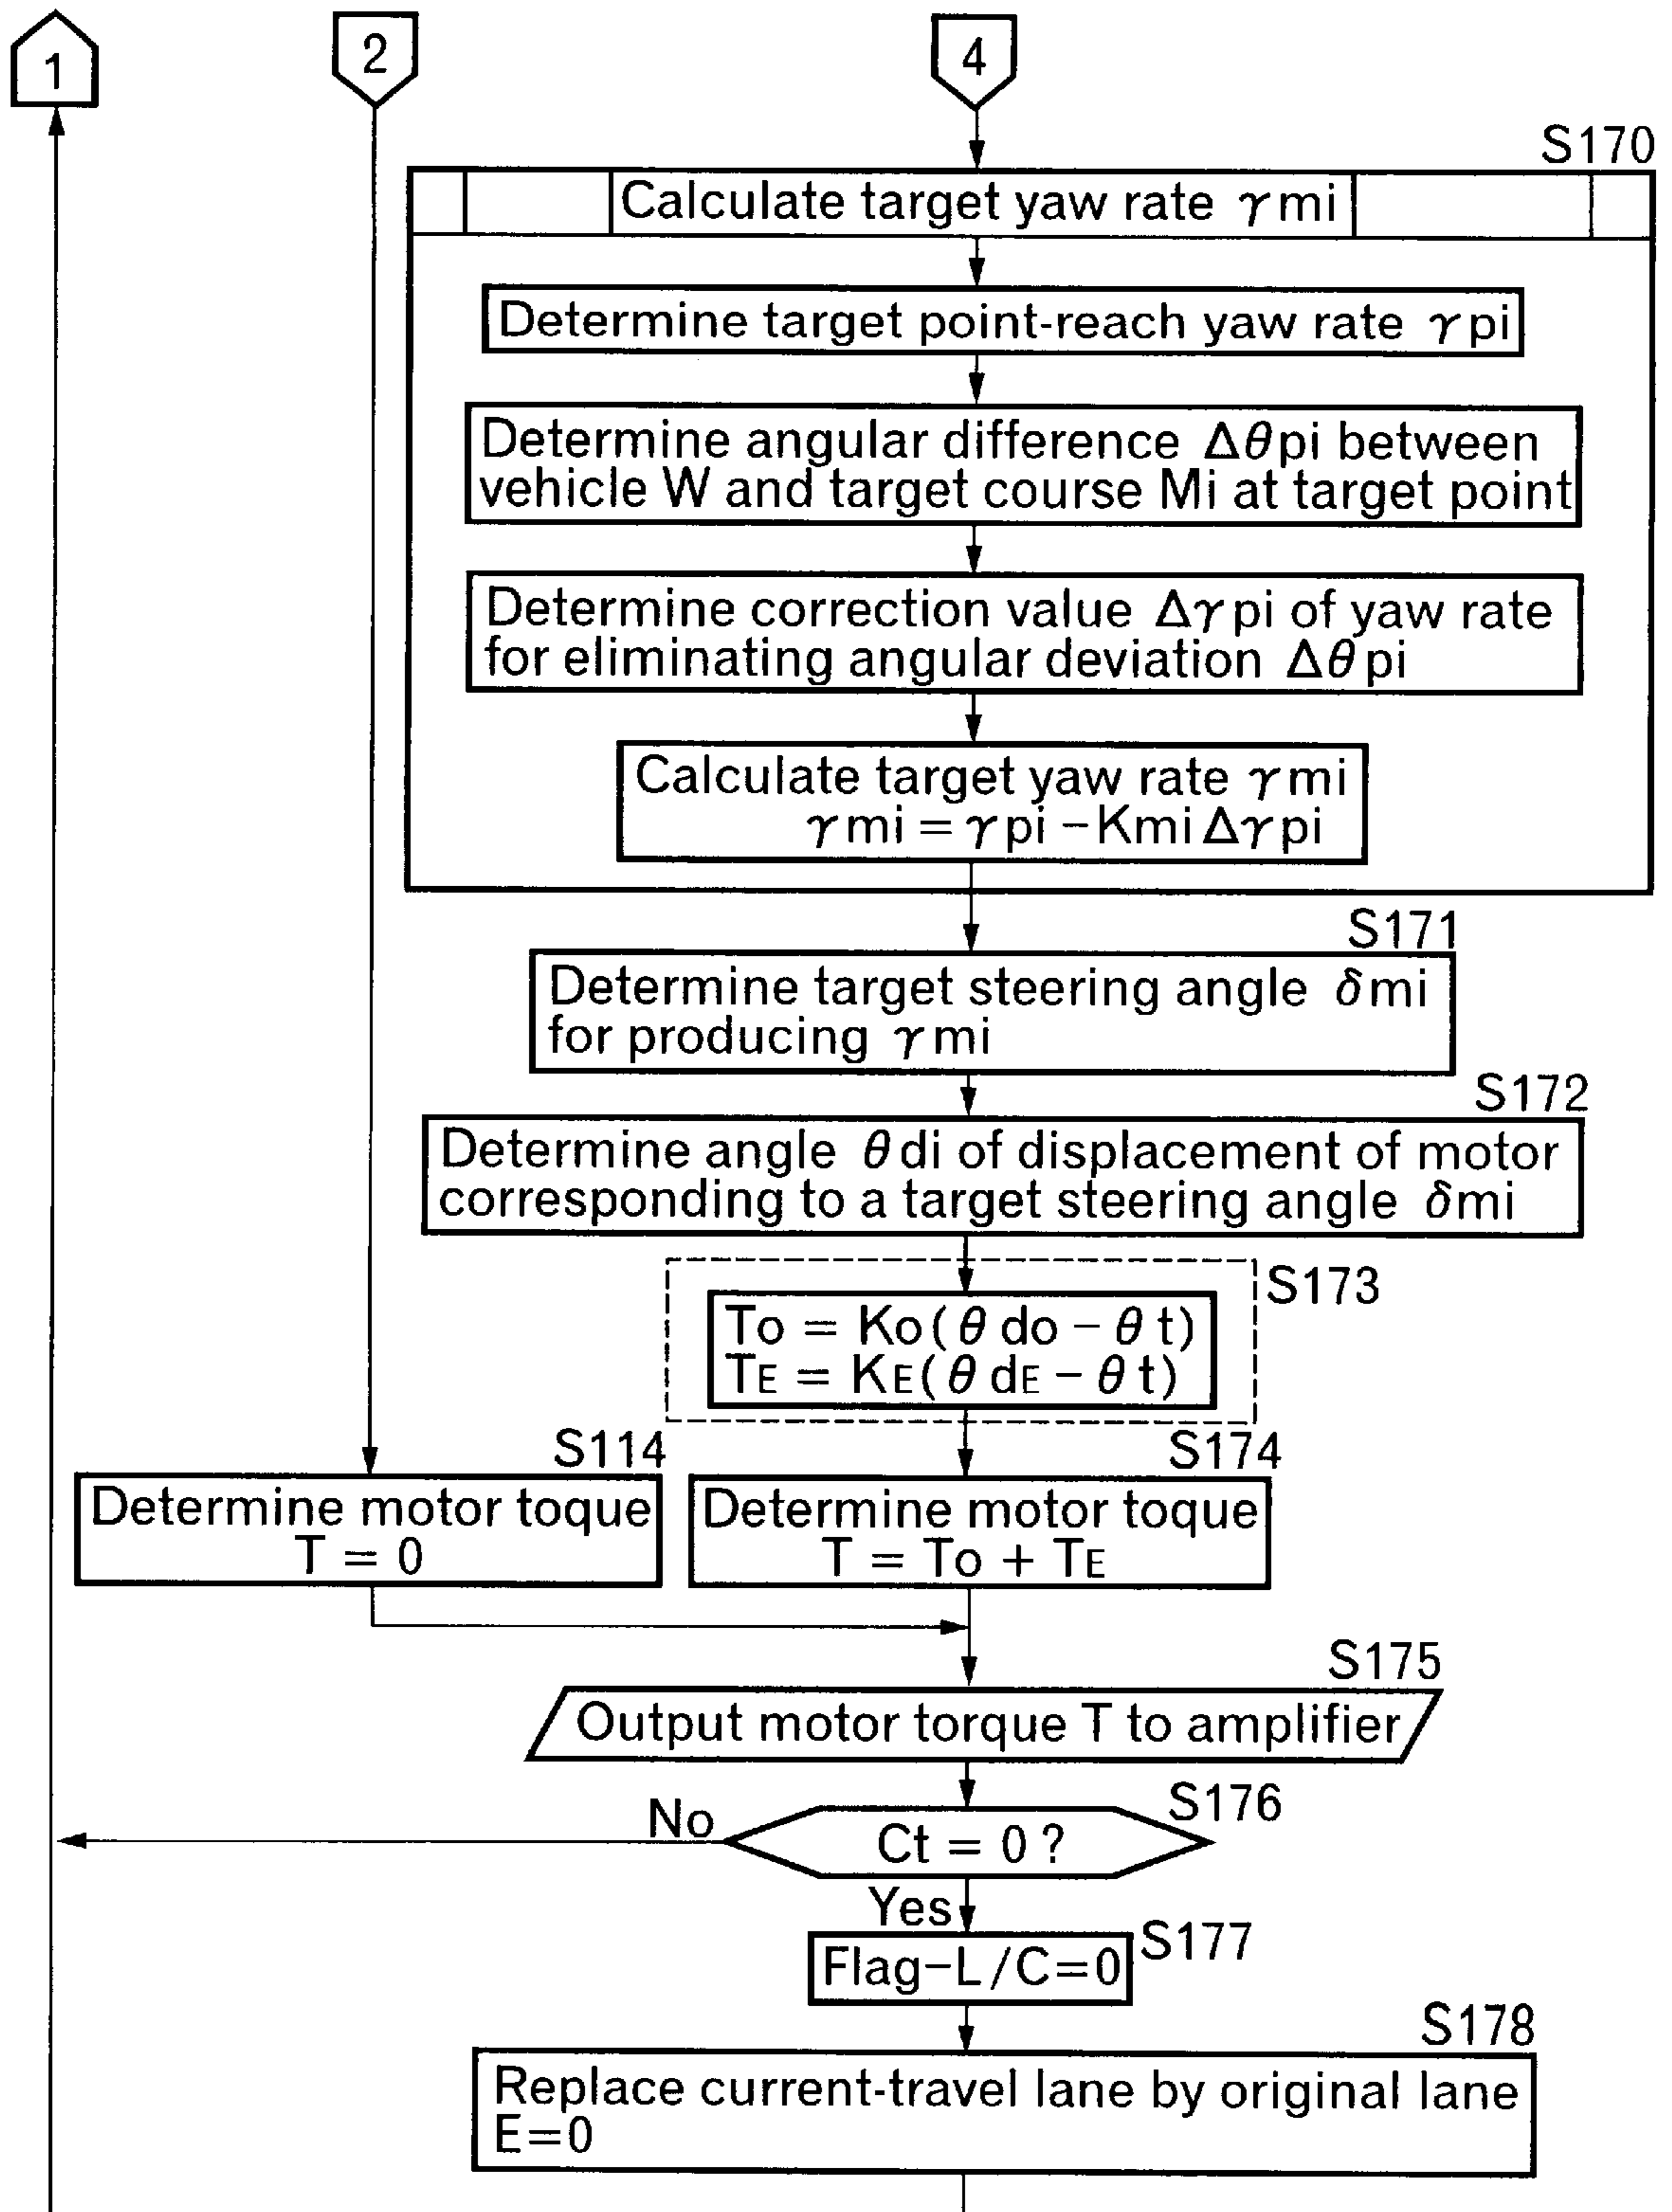 1
2
4
S170
Calculate target yaw rate γmi
Determine target point-reach yaw rate γpi
Determine angular difference Δθpi between
vehicle W and target course Mi at target point
Determine correction value Δγpi of yaw rate
for eliminating angular deviation Δθpi
Calculate target yaw rate γmi
γmi = γpi – Kmi Δγpi
S171
Determine target steering angle δmi
for producing γmi
S172
Determine angle θdi of displacement of motor
corresponding to a target steering angle δmi
S173
To = Ko(θdo – θt)
TE = KE(θdE – θt)
S114
Determine motor toque
T = 0
S174
Determine motor toque
T = To + TE
S175
Output motor torque T to amplifier
S176
Ct = 0 ?
No
Yes
S177
Flag–L/C=0
S178
Replace current-travel lane by original lane
E=0